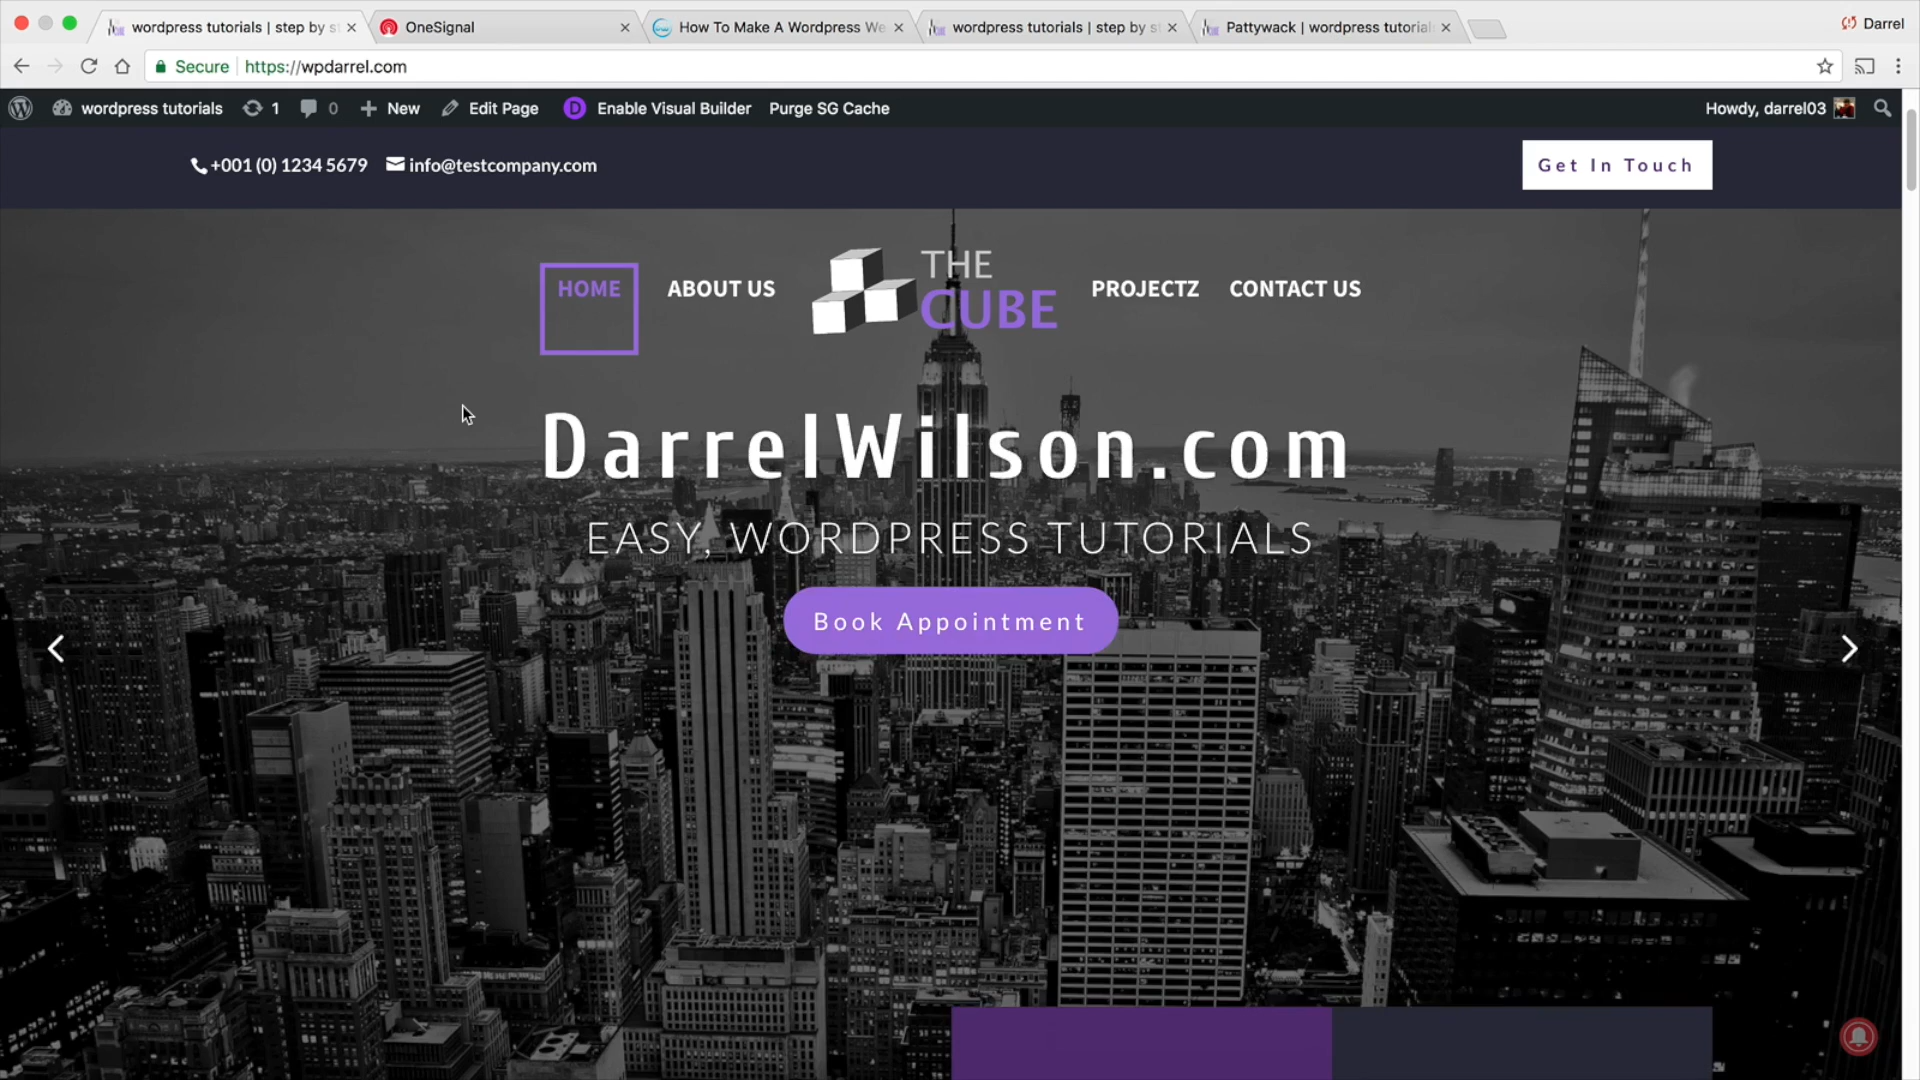 wordpress tutorials | step by s
OneSignal
How To Make A Wordpress We
wordpress tutorials | step by st
Pattywack | wordpress tutorial
Darrel
Secure
https://wpdarrel.com
wordpress tutorials
1
0
New
Edit Page
D
Enable Visual Builder
Purge SG Cache
Howdy, darrel03
+001 (0) 1234 5679
info@testcompany.com
Get In Touch
HOME
ABOUT US
THE
CUBE
PROJECTZ
CONTACT US
DarrelWilson.com
EASY, WORDPRESS TUTORIALS
Book Appointment